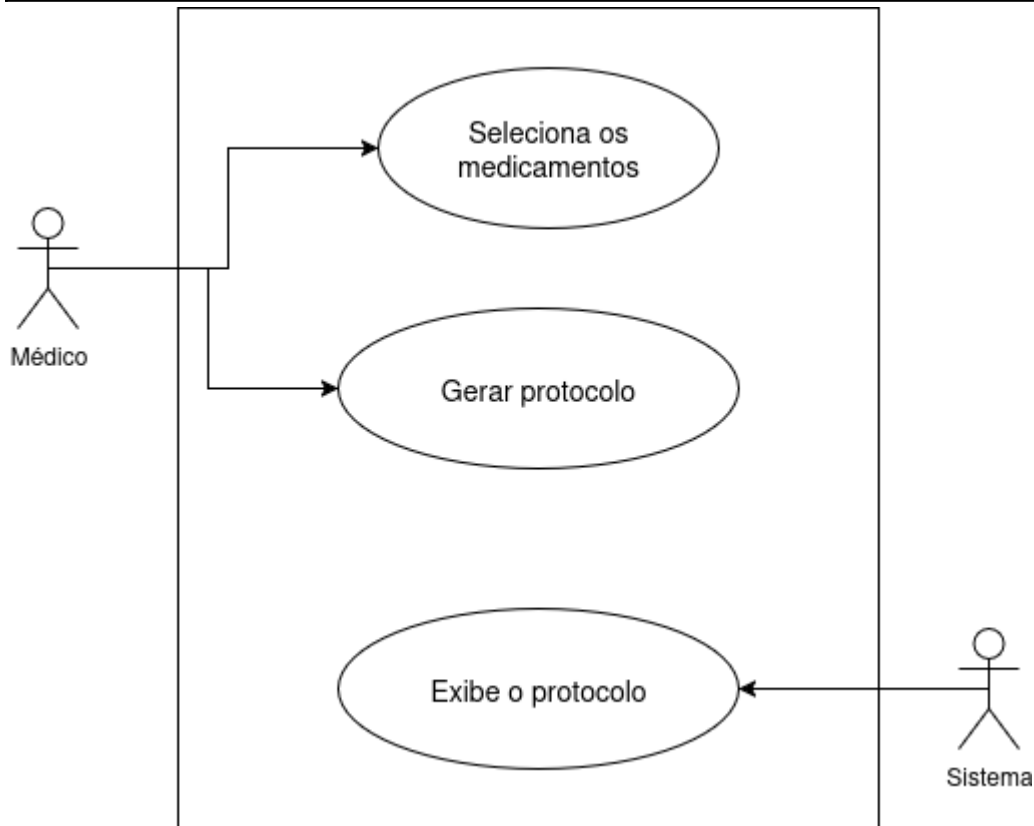 Seleciona os
medicamentos
Médico
Gerar protocolo
Exibe o protocolo
Sistema